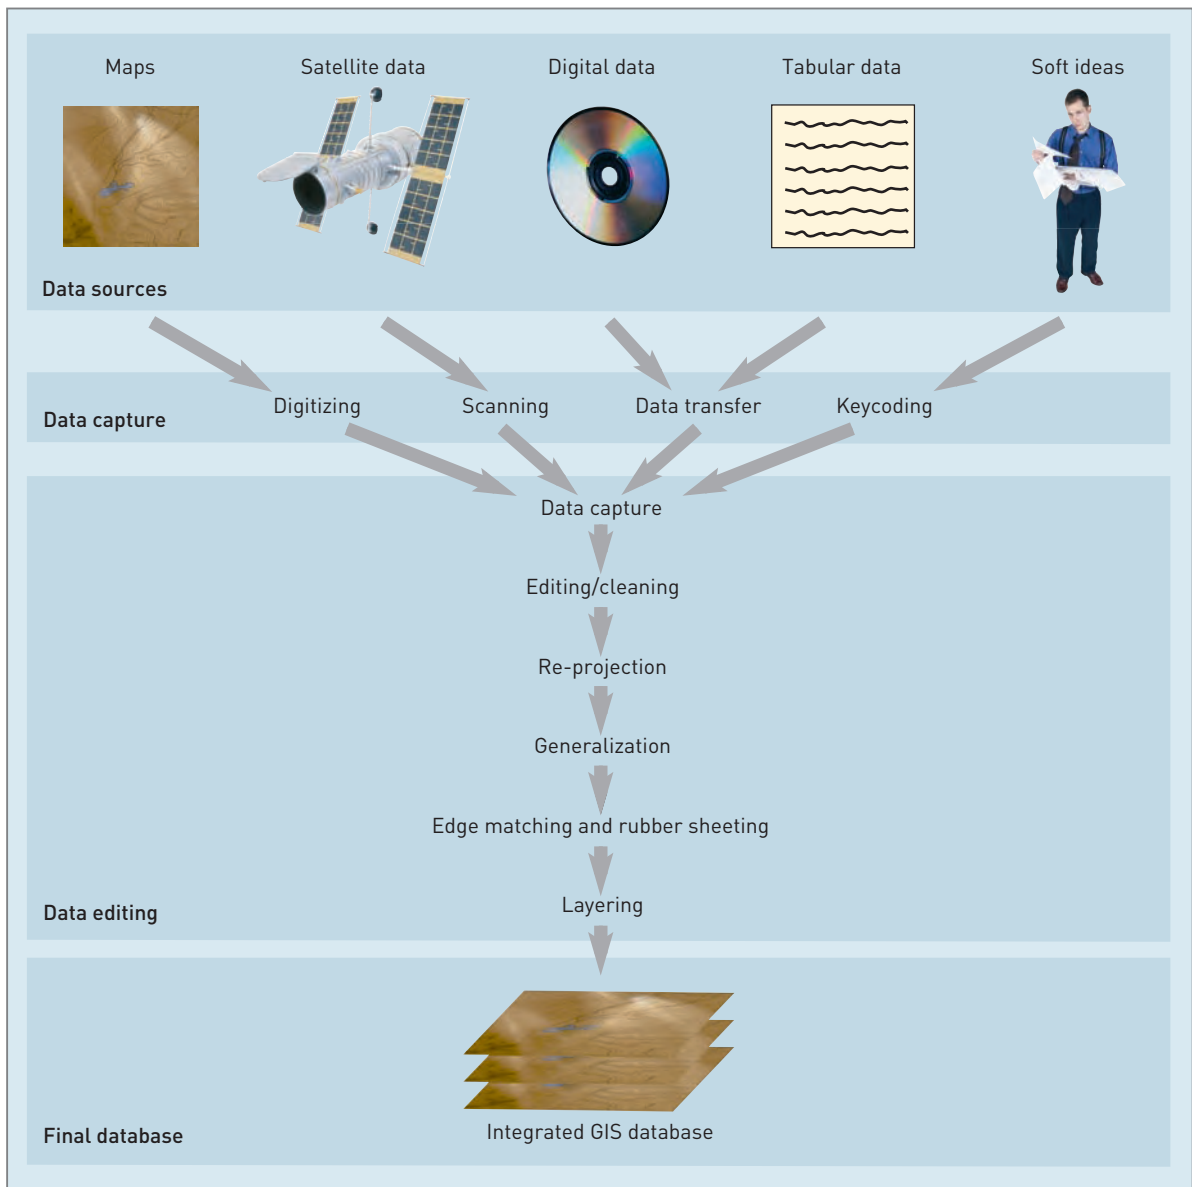 Maps
Satellite data
Digital data
Tabular data
Soft ideas
Data sources
Digitizing
Scanning
Data transfer
Keycoding
Data capture
Data capture
Editing/cleaning
Re-projection
Generalization
Edge matching and rubber sheeting
Layering
Data editing
Integrated GIS database
Final database